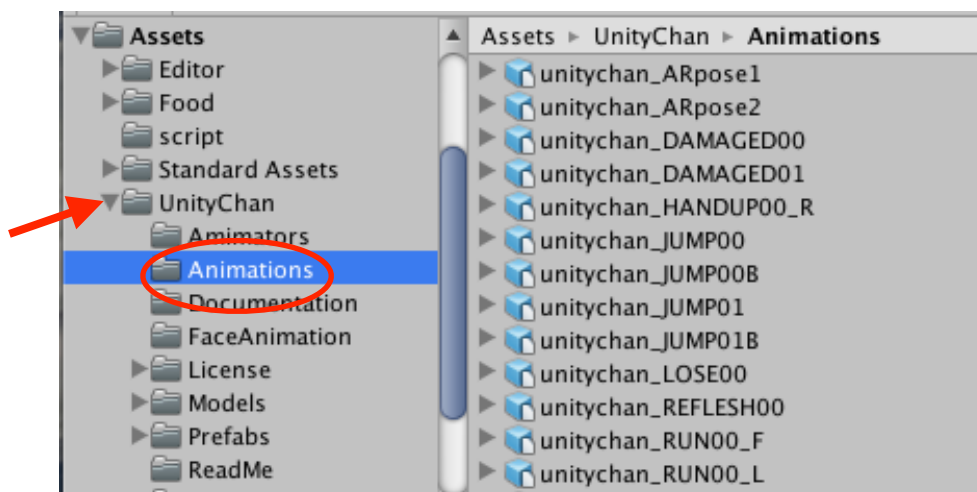 Assets
Editor
Food
script
Standard Assets
UnityChan
Amimators
Animations
Documentation
FaceAnimation
License
Models
Prefabs
ReadMe
Assets ▸ UnityChan ▸ Animations
unitychan_ARpose1
unitychan_ARpose2
unitychan_DAMAGED00
unitychan_DAMAGED01
unitychan_HANDUP00_R
unitychan_JUMP00
unitychan_JUMP00B
unitychan_JUMP01
unitychan_JUMP01B
unitychan_LOSE00
unitychan_REFLESH00
unitychan_RUN00_F
unitychan_RUN00_L